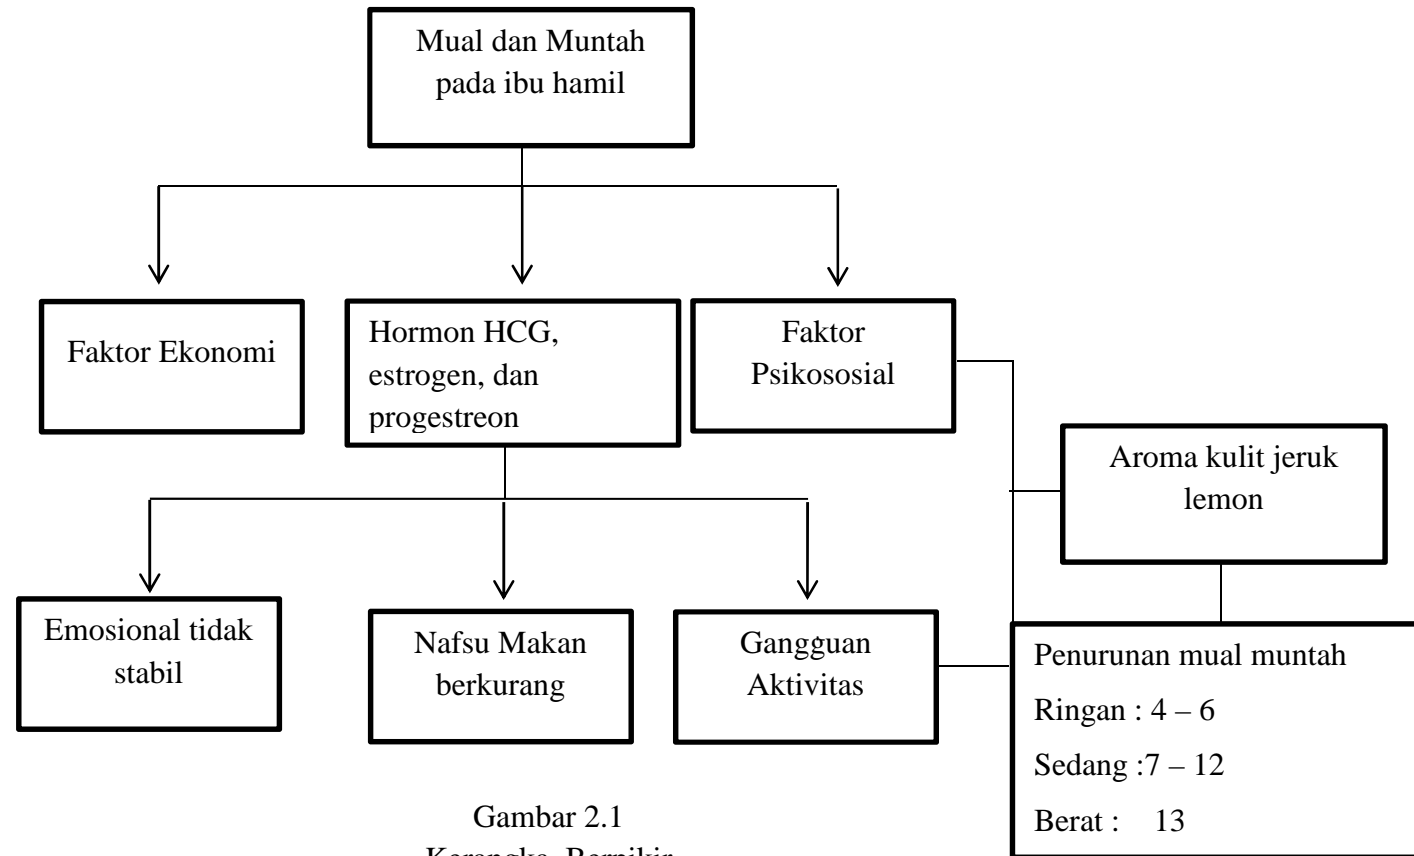 Mual dan Muntah
pada ibu hamil
Faktor Ekonomi
Hormon HCG,
estrogen, dan
progestreon
Faktor
Psikososial
Aroma kulit jeruk
lemon
Emosional tidak
stabil
Nafsu Makan
berkurang
Gangguan
Aktivitas
Penurunan mual muntah
Ringan : 4 – 6
Sedang :7 – 12
Berat : 13
Gambar 2.1
Kerangka Berpikir